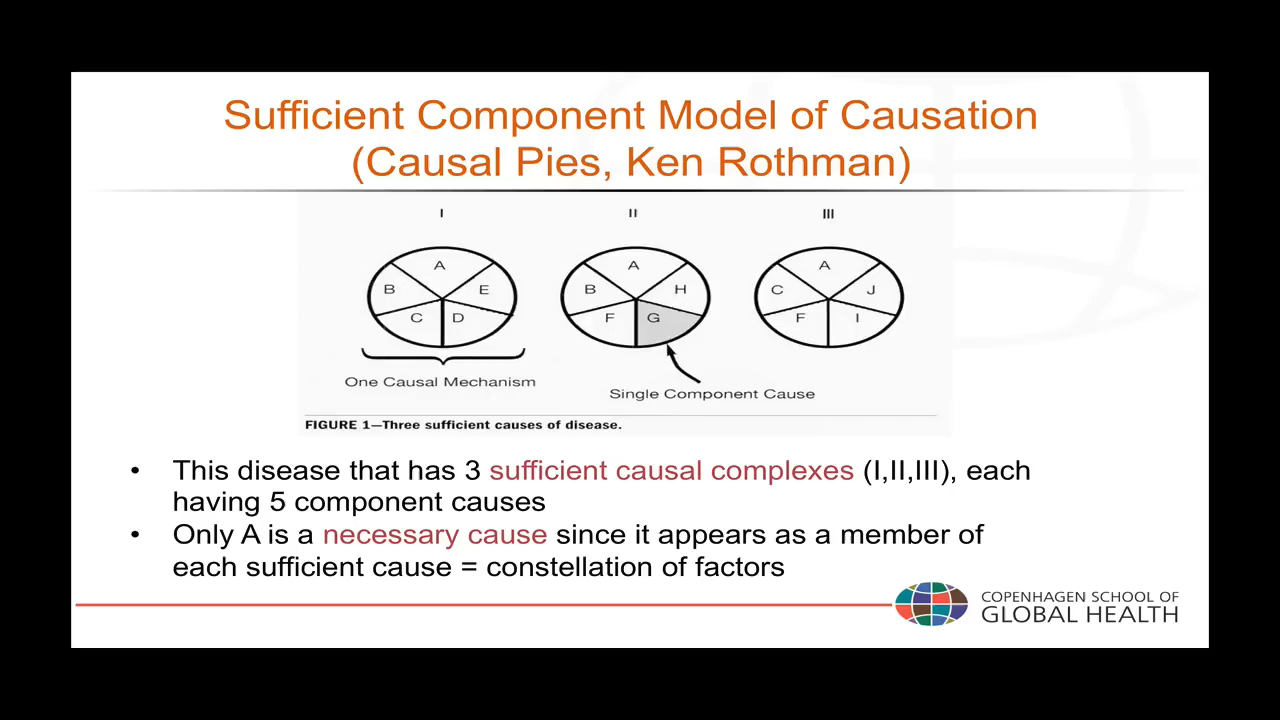 Sufficient Component Model of Causation
(Causal Pies, Ken Rothman)
I II III
A
B E
C D
A
B H
F G
A
C J
F I
One Causal Mechanism
Single Component Cause
FIGURE 1—Three sufficient causes of disease.
• This disease that has 3 sufficient causal complexes (I,II,III), each
having 5 component causes
• Only A is a necessary cause since it appears as a member of
each sufficient cause = constellation of factors
COPENHAGEN SCHOOL OF
GLOBAL HEALTH